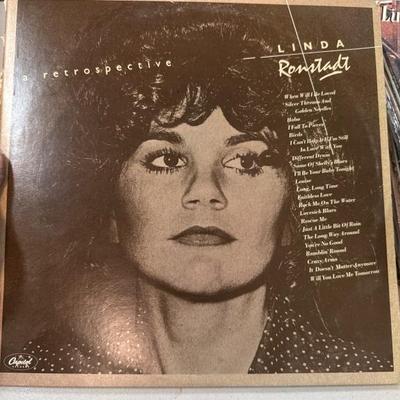 LINDA
Ronstadt
a retrospective
When Will I Be Loved
Silver Threads And
Golden Needles
Hobo
I Fall To Pieces
Birds
I Can't Help It If I'm Still
In Love With You
Different Drum
Some Of Shelly's Blues
I'll Be Your Baby Tonight
Louise
Long, Long Time
Faithless Love
Rock Me On The Water
Lovesick Blues
Rescue Me
Just A Little Bit Of Rain
The Long Way Around
You're No Good
Ramblin' Round
Crazy Arms
It Doesn't Matter Anymore
Will You Love Me Tomorrow
Capitol